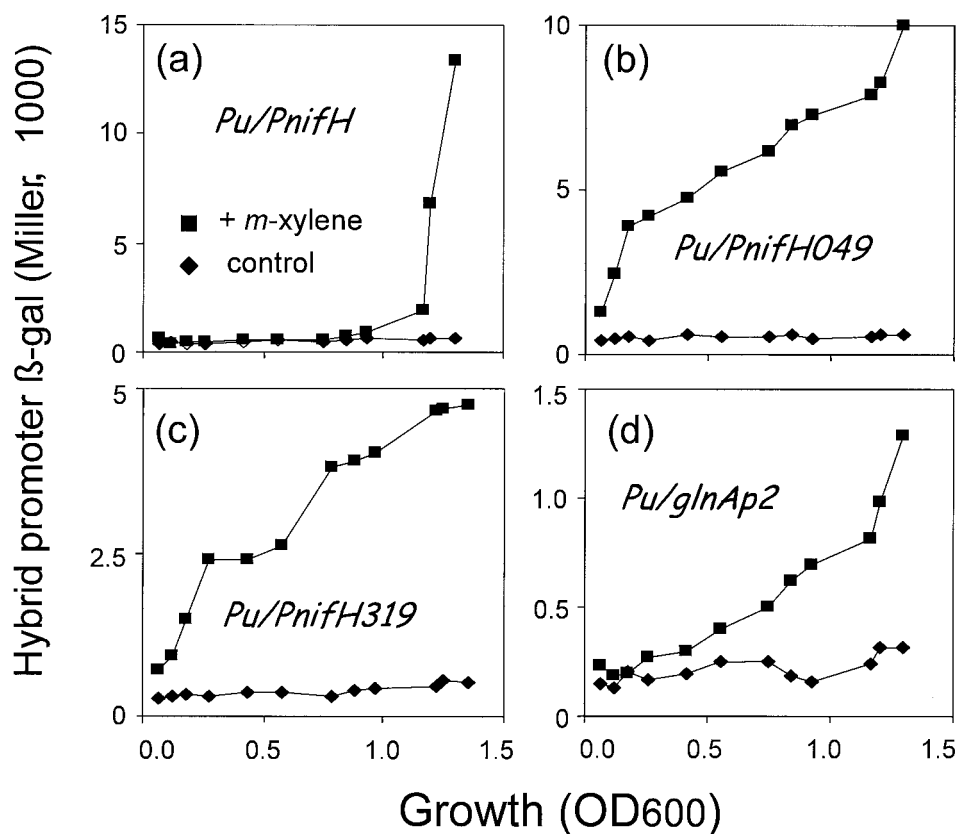 Hybrid promoter ß-gal (Miller, 1000)
15
10
5
0
(a)
Pu/PnifH
+ m-xylene
control
10
5
0
(b)
Pu/PnifH049
5
2.5
0
(c)
Pu/PnifH319
0.0 0.5 1.0 1.5
1.5
1.0
0.5
0
(d)
Pu/glnAp2
0.0 0.5 1.0 1.5
Growth (OD600)